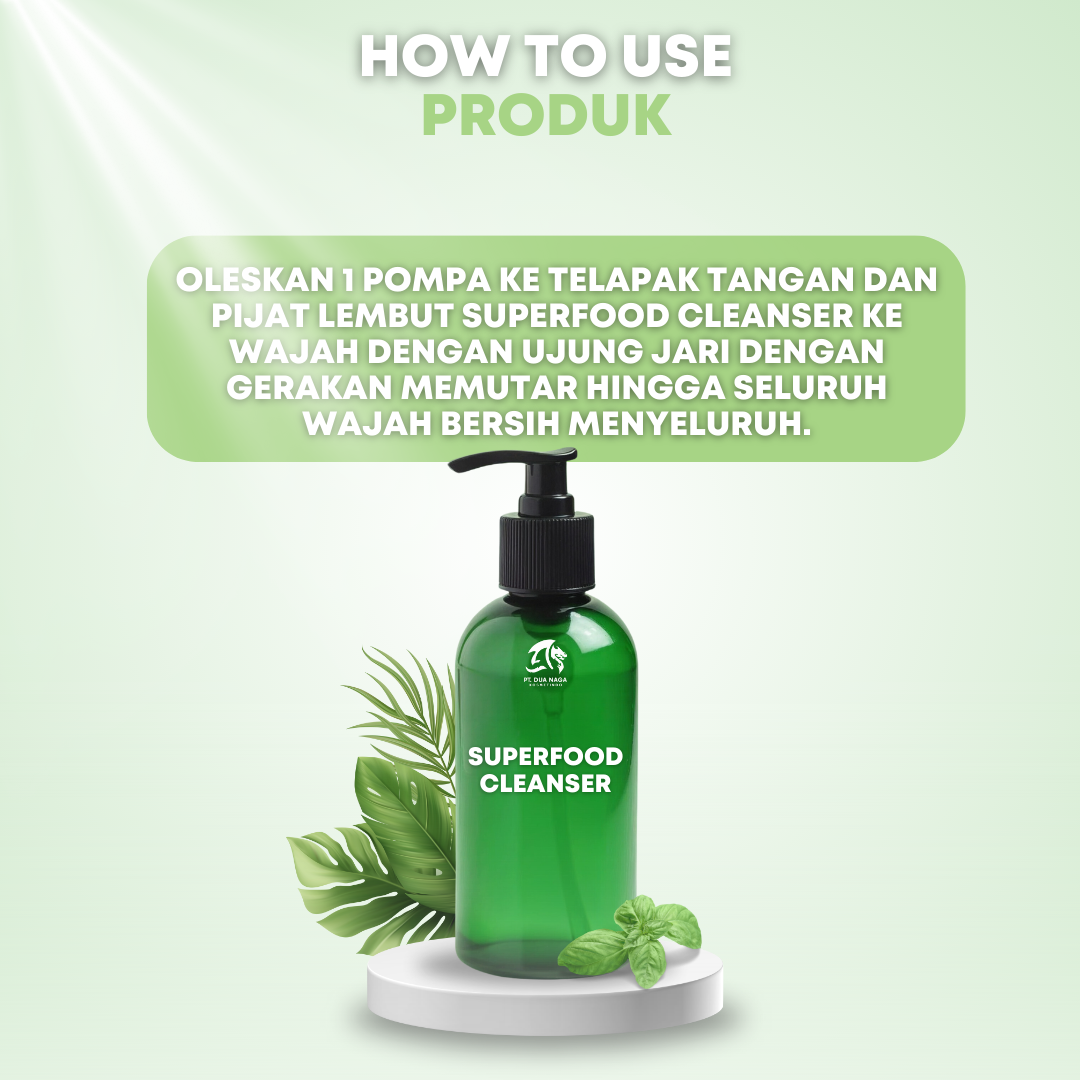 HOW TO USE
PRODUK
OLESKAN 1 POMPA KE TELAPAK TANGAN DAN
PIJAT LEMBUT SUPERFOOD CLEANSER KE
WAJAH DENGAN UJUNG JARI DENGAN
GERAKAN MEMUTAR HINGGA SELURUH
WAJAH BERSIH MENYELURUH.
PT. DUA NAGA
KOSMETINDO
SUPERFOOD
CLEANSER